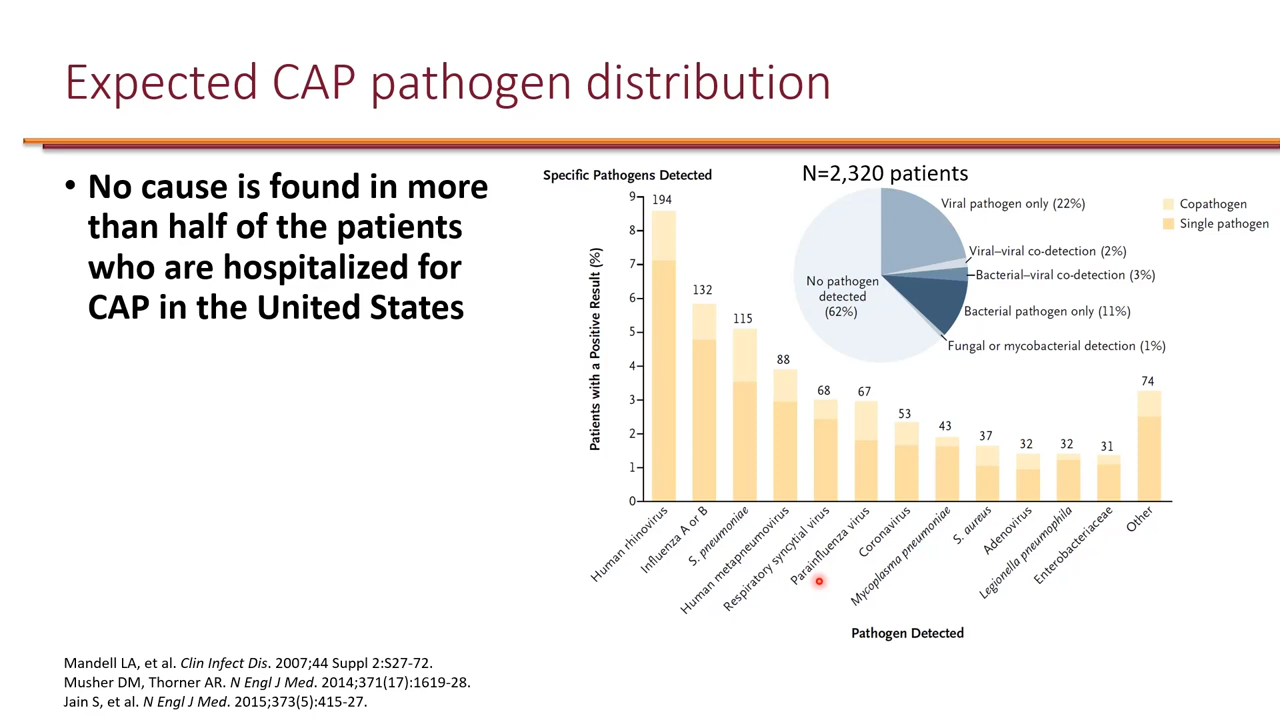 Expected CAP pathogen distribution
• No cause is found in more
than half of the patients
who are hospitalized for
CAP in the United States
Specific Pathogens Detected
N=2,320 patients
Viral pathogen only (22%)
Viral–viral co-detection (2%)
Bacterial–viral co-detection (3%)
Bacterial pathogen only (11%)
Fungal or mycobacterial detection (1%)
No pathogen
detected
(62%)
Copathogen
Single pathogen
Patients with a Positive Result (%)
9
8
7
6
5
4
3
2
1
0
194
132
115
88
68
67
53
43
37
32
32
31
74
Human rhinovirus
Influenza A or B
S. pneumoniae
Human metapneumovirus
Respiratory syncytial virus
Parainfluenza virus
Coronavirus
Mycoplasma pneumoniae
S. aureus
Adenovirus
Legionella pneumophila
Enterobacteriaceae
Other
Pathogen Detected
Mandell LA, et al. Clin Infect Dis. 2007;44 Suppl 2:S27-72.
Musher DM, Thorner AR. N Engl J Med. 2014;371(17):1619-28.
Jain S, et al. N Engl J Med. 2015;373(5):415-27.